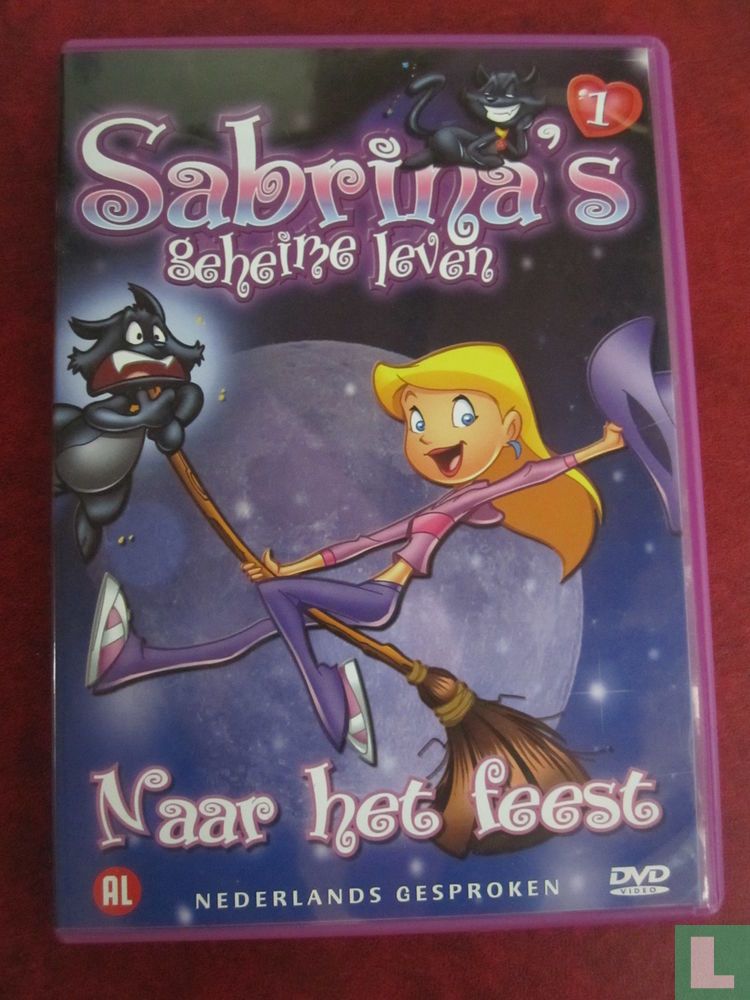 1
Sabrina's
geheime leven
Naar het feest
AL
NEDERLANDS GESPROKEN
DVD
VIDEO
L